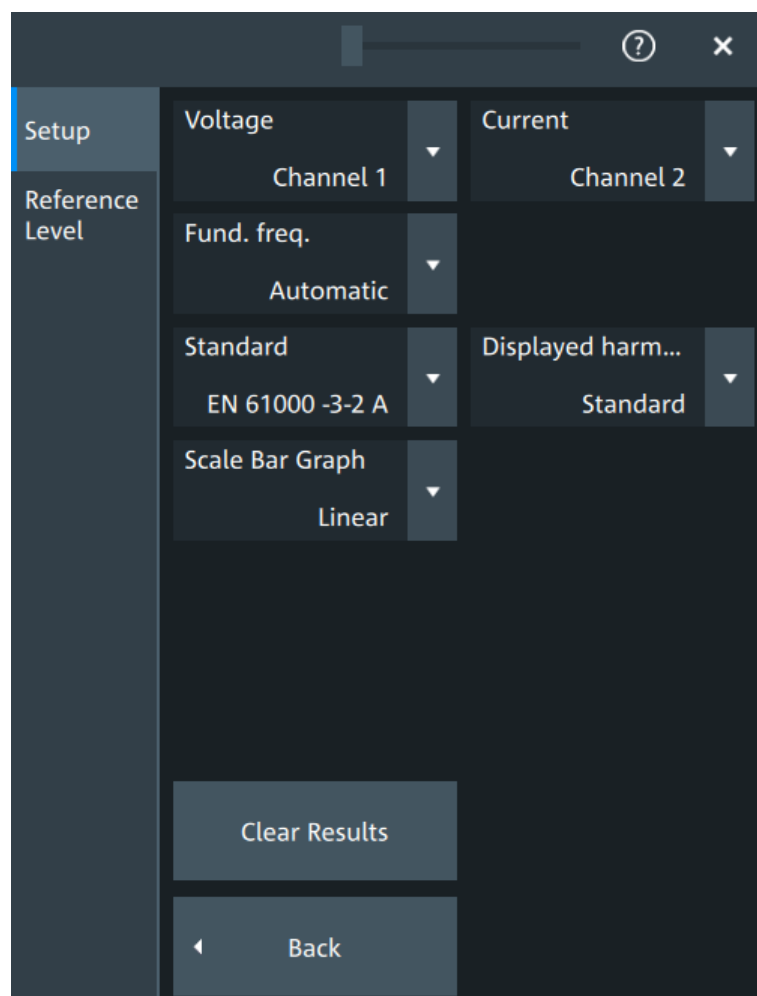 ?
Setup
Reference
Level
Voltage
Channel 1
Current
Channel 2
Fund. freq.
Automatic
Standard
EN 61000 -3-2 A
Displayed harm...
Standard
Scale Bar Graph
Linear
Clear Results
Back